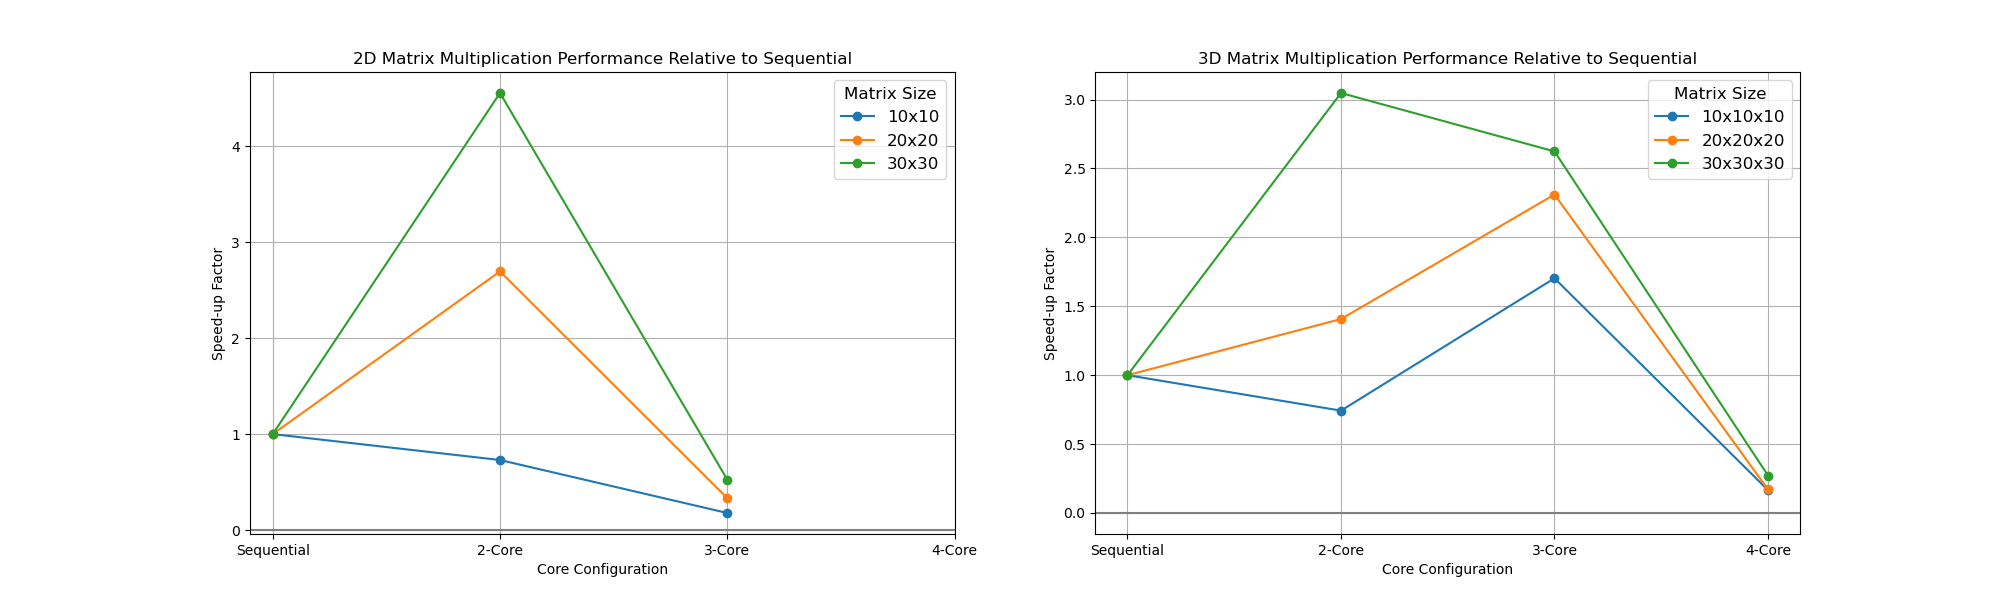 2D Matrix Multiplication Performance Relative to Sequential
Matrix Size
10x10
20x20
30x30
Speed-up Factor
4
3
2
1
0
Sequential
2-Core
3-Core
4-Core
Core Configuration
3D Matrix Multiplication Performance Relative to Sequential
Matrix Size
10x10x10
20x20x20
30x30x30
Speed-up Factor
3.0
2.5
2.0
1.5
1.0
0.5
0.0
Sequential
2-Core
3-Core
4-Core
Core Configuration